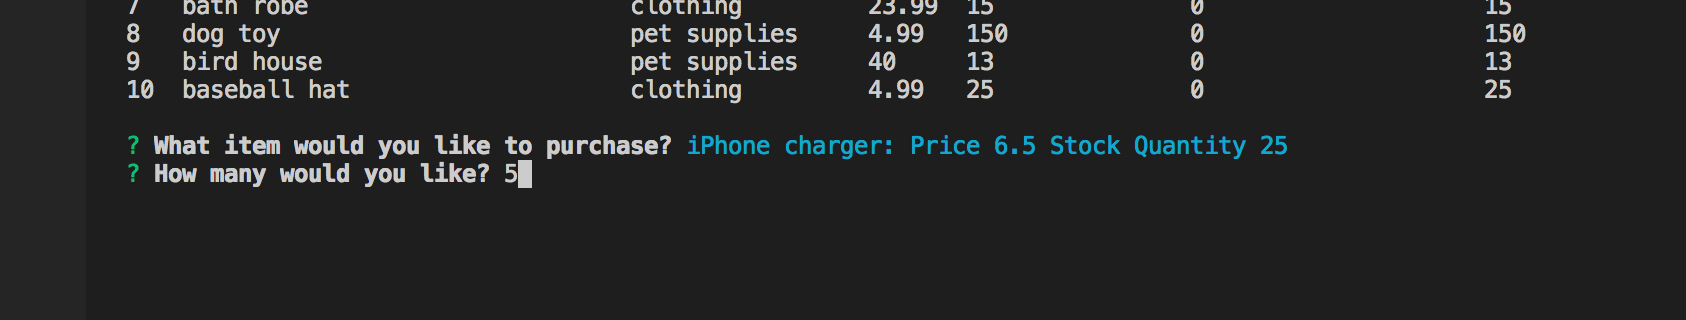 7 bath robe clothing 23.99 15 0 15
8 dog toy pet supplies 4.99 150 0 150
9 bird house pet supplies 40 13 0 13
10 baseball hat clothing 4.99 25 0 25
? What item would you like to purchase? iPhone charger: Price 6.5 Stock Quantity 25
? How many would you like? 5